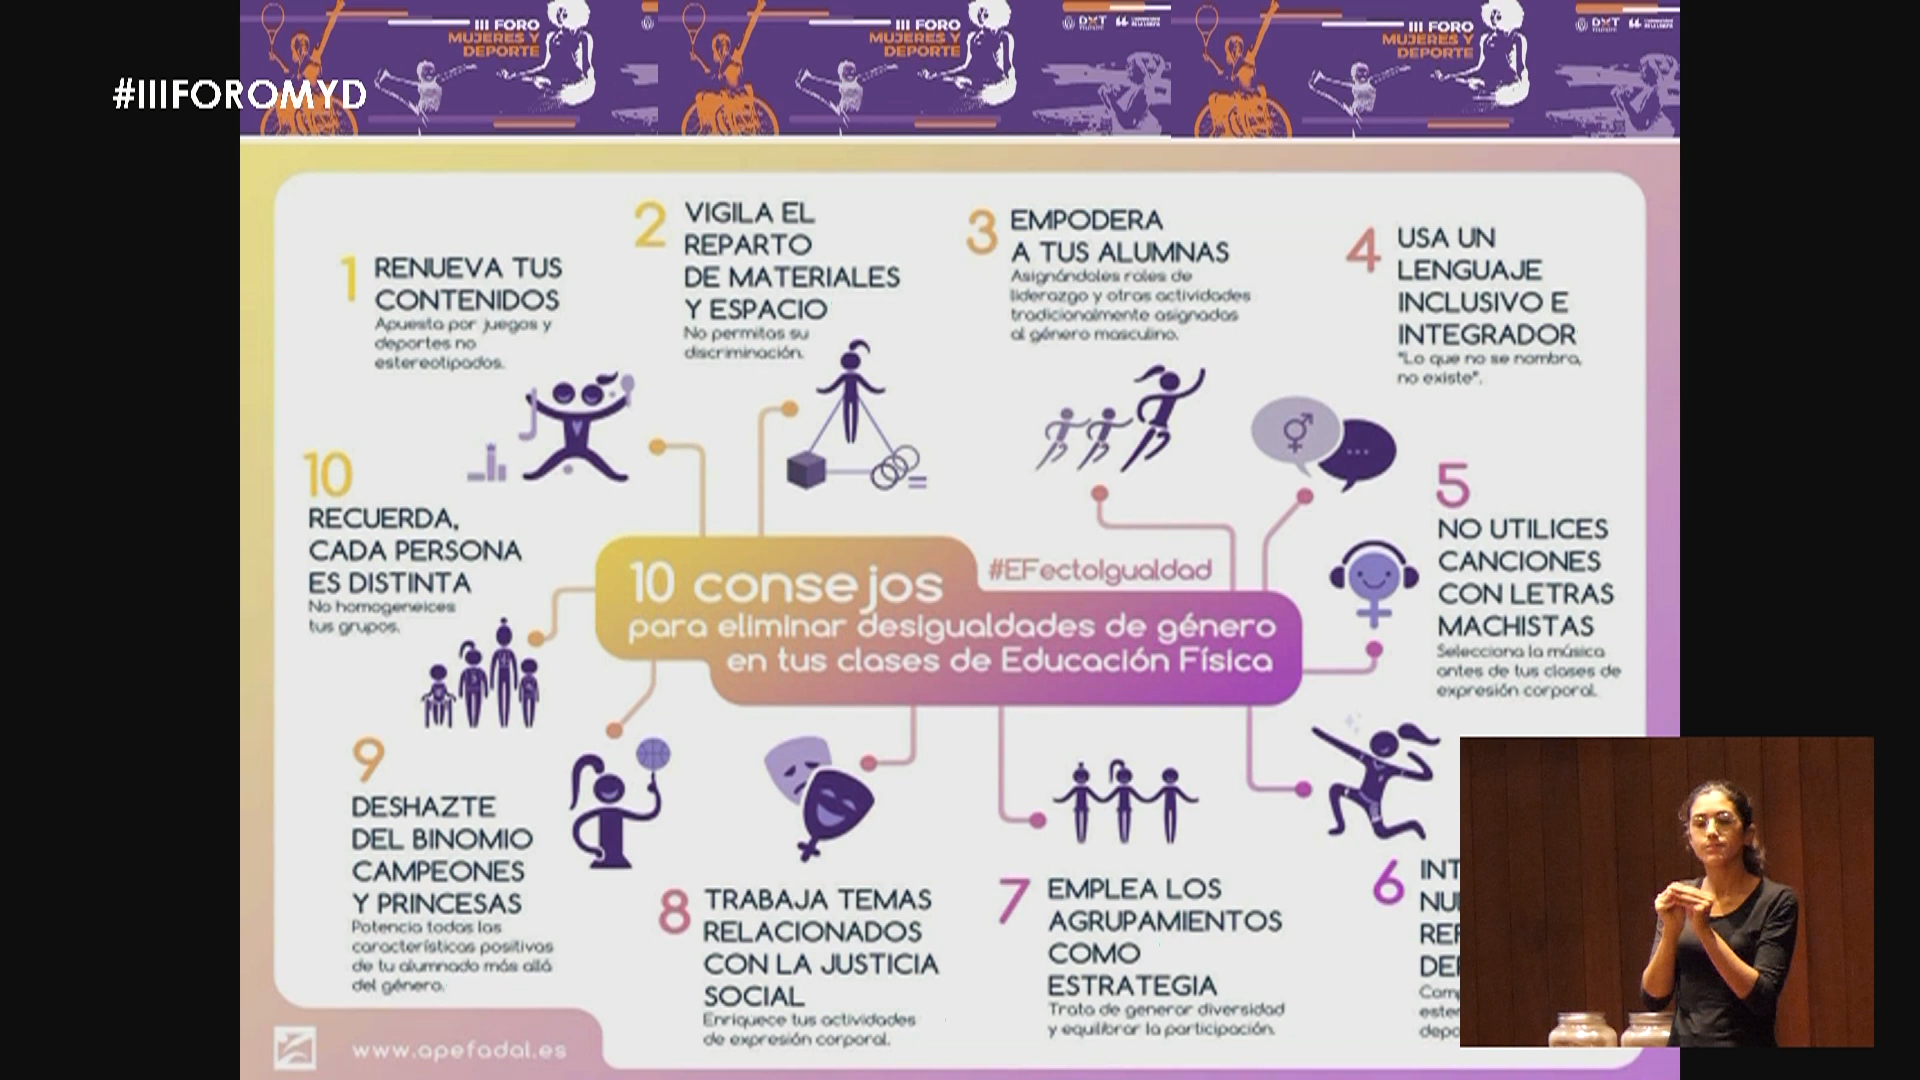 III FORO
MUJERES Y
DEPORTE
III FORO
MUJERES Y
DEPORTE
III FORO
MUJERES Y
DEPORTE
#IIIFOROMYD
1
RENUEVA TUS
CONTENIDOS
Apuesta por juegos y
deportes no
estereotipados.
2
VIGILA EL
REPARTO
DE MATERIALES
Y ESPACIO
No permitas su
discriminación.
3
EMPODERA
A TUS ALUMNAS
Asignándoles roles de
liderazgo y otras actividades
tradicionalmente asignadas
al género masculino.
4
USA UN
LENGUAJE
INCLUSIVO E
INTEGRADOR
"Lo que no se nombra,
no existe".
10 consejos
#EFectoIgualdad
para eliminar desigualdades de género
en tus clases de Educación Física
5
NO UTILICES
CANCIONES
CON LETRAS
MACHISTAS
Selecciona la música
antes de tus clases de
expresión corporal.
6
7
EMPLEA LOS
AGRUPAMIENTOS
COMO
ESTRATEGIA
Trata de generar diversidad
y equilibrar la participación.
8
TRABAJA TEMAS
RELACIONADOS
CON LA JUSTICIA
SOCIAL
Enriquece tus actividades
de expresión corporal.
9
DESHAZTE
DEL BINOMIO
CAMPEONES
Y PRINCESAS
Potencia todas las
características positivas
de tu alumnado más allá
del género.
10
RECUERDA,
CADA PERSONA
ES DISTINTA
No homogeneices
tus grupos.
www.apefadal.es